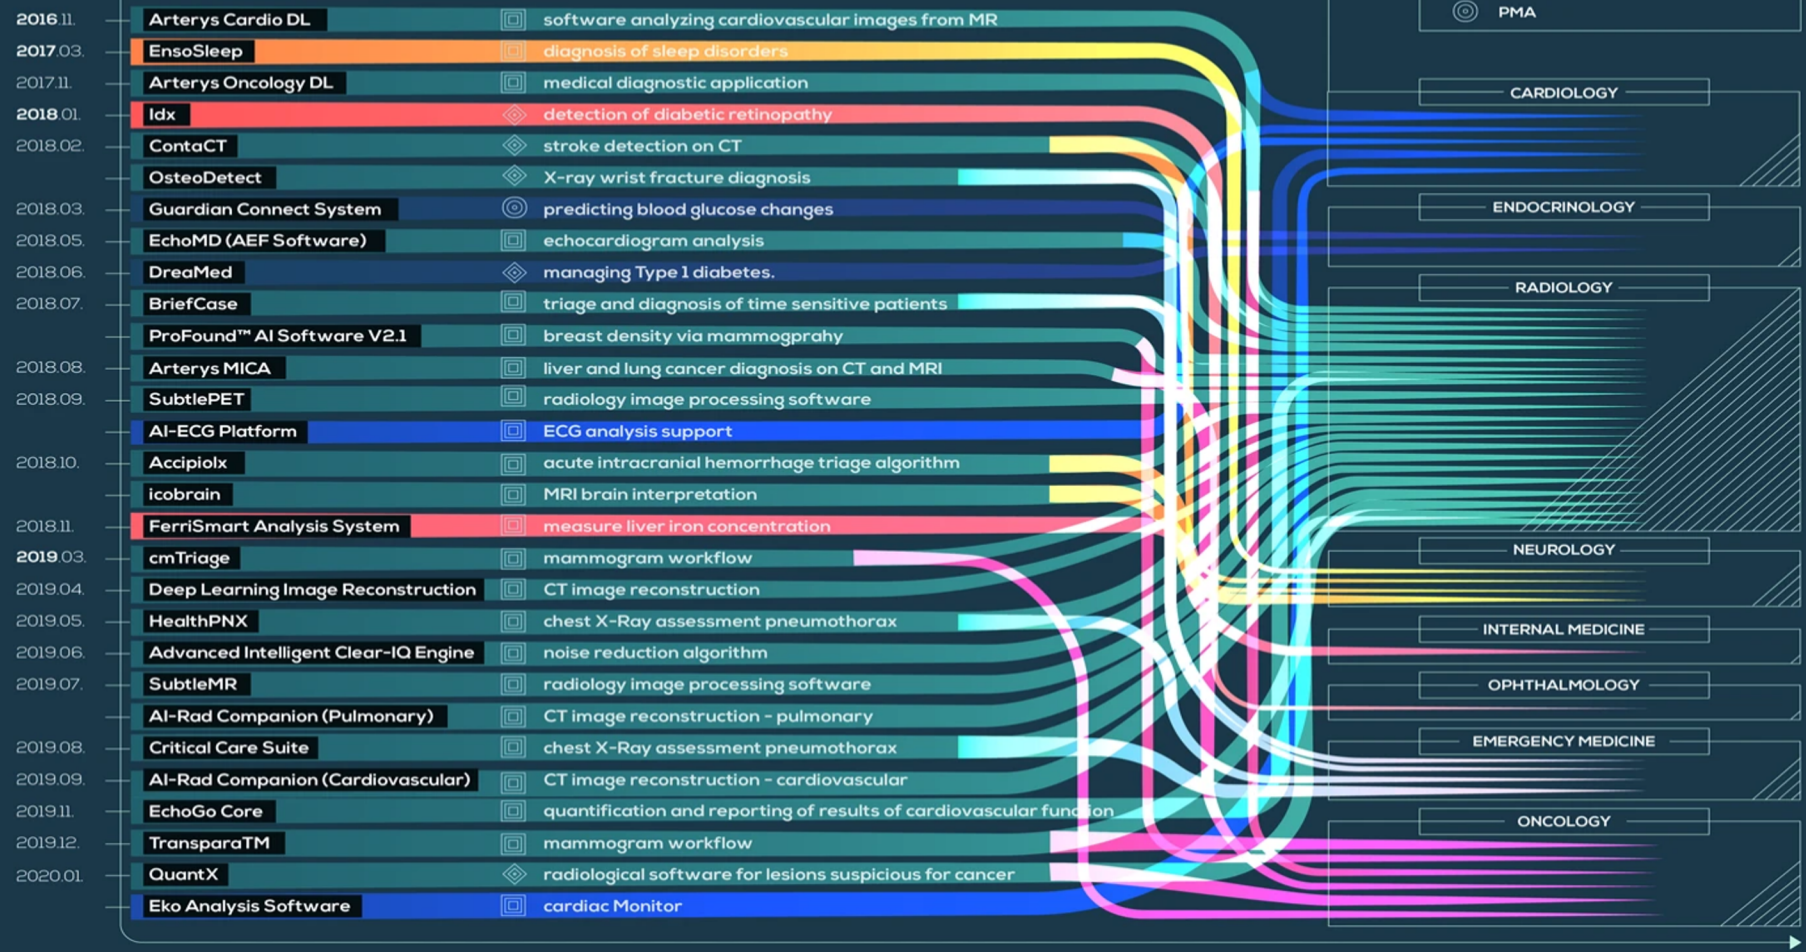 PMA
2016.11. Arterys Cardio DL software analyzing cardiovascular images from MR
2017.03. EnsoSleep diagnosis of sleep disorders
2017.11. Arterys Oncology DL medical diagnostic application
CARDIOLOGY
2018.01. Idx detection of diabetic retinopathy
2018.02. ContaCT stroke detection on CT
OsteoDetect X-ray wrist fracture diagnosis
2018.03. Guardian Connect System predicting blood glucose changes
ENDOCRINOLOGY
2018.05. EchoMD (AEF Software) echocardiogram analysis
2018.06. DreaMed managing Type 1 diabetes.
RADIOLOGY
2018.07. BriefCase triage and diagnosis of time sensitive patients
ProFound™ AI Software V2.1 breast density via mammogprahy
2018.08. Arterys MICA liver and lung cancer diagnosis on CT and MRI
2018.09. SubtlePET radiology image processing software
AI-ECG Platform ECG analysis support
2018.10. Accipiolx acute intracranial hemorrhage triage algorithm
icobrain MRI brain interpretation
2018.11. FerriSmart Analysis System measure liver iron concentration
NEUROLOGY
2019.03. cmTriage mammogram workflow
2019.04. Deep Learning Image Reconstruction CT image reconstruction
2019.05. HealthPNX chest X-Ray assessment pneumothorax
INTERNAL MEDICINE
2019.06. Advanced Intelligent Clear-IQ Engine noise reduction algorithm
2019.07. SubtleMR radiology image processing software
OPHTHALMOLOGY
AI-Rad Companion (Pulmonary) CT image reconstruction - pulmonary
2019.08. Critical Care Suite chest X-Ray assessment pneumothorax
EMERGENCY MEDICINE
2019.09. AI-Rad Companion (Cardiovascular) CT image reconstruction - cardiovascular
2019.11. EchoGo Core quantification and reporting of results of cardiovascular function
ONCOLOGY
2019.12. TransparaTM mammogram workflow
2020.01. QuantX radiological software for lesions suspicious for cancer
Eko Analysis Software cardiac Monitor